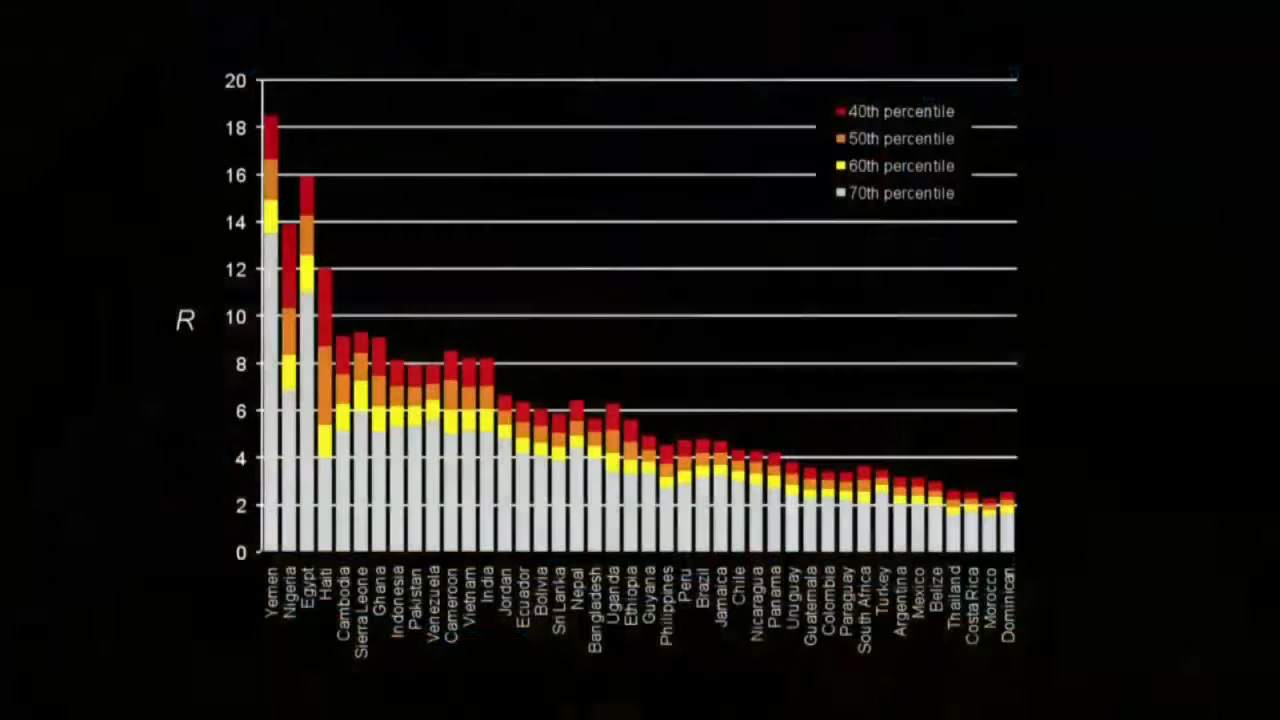 20
18
16
14
12
10
8
6
4
2
0
R
40th percentile
50th percentile
60th percentile
70th percentile
Yemen
Nigeria
Egypt
Haiti
Cambodia
Sierra Leone
Ghana
Indonesia
Pakistan
Venezuela
Cameroon
Vietnam
India
Jordan
Ecuador
Bolivia
Sri Lanka
Nepal
Bangladesh
Uganda
Ethiopia
Guyana
Philippines
Peru
Brazil
Jamaica
Chile
Nicaragua
Panama
Uruguay
Guatemala
Colombia
Paraguay
South Africa
Turkey
Argentina
Mexico
Belize
Thailand
Costa Rica
Morocco
Dominican